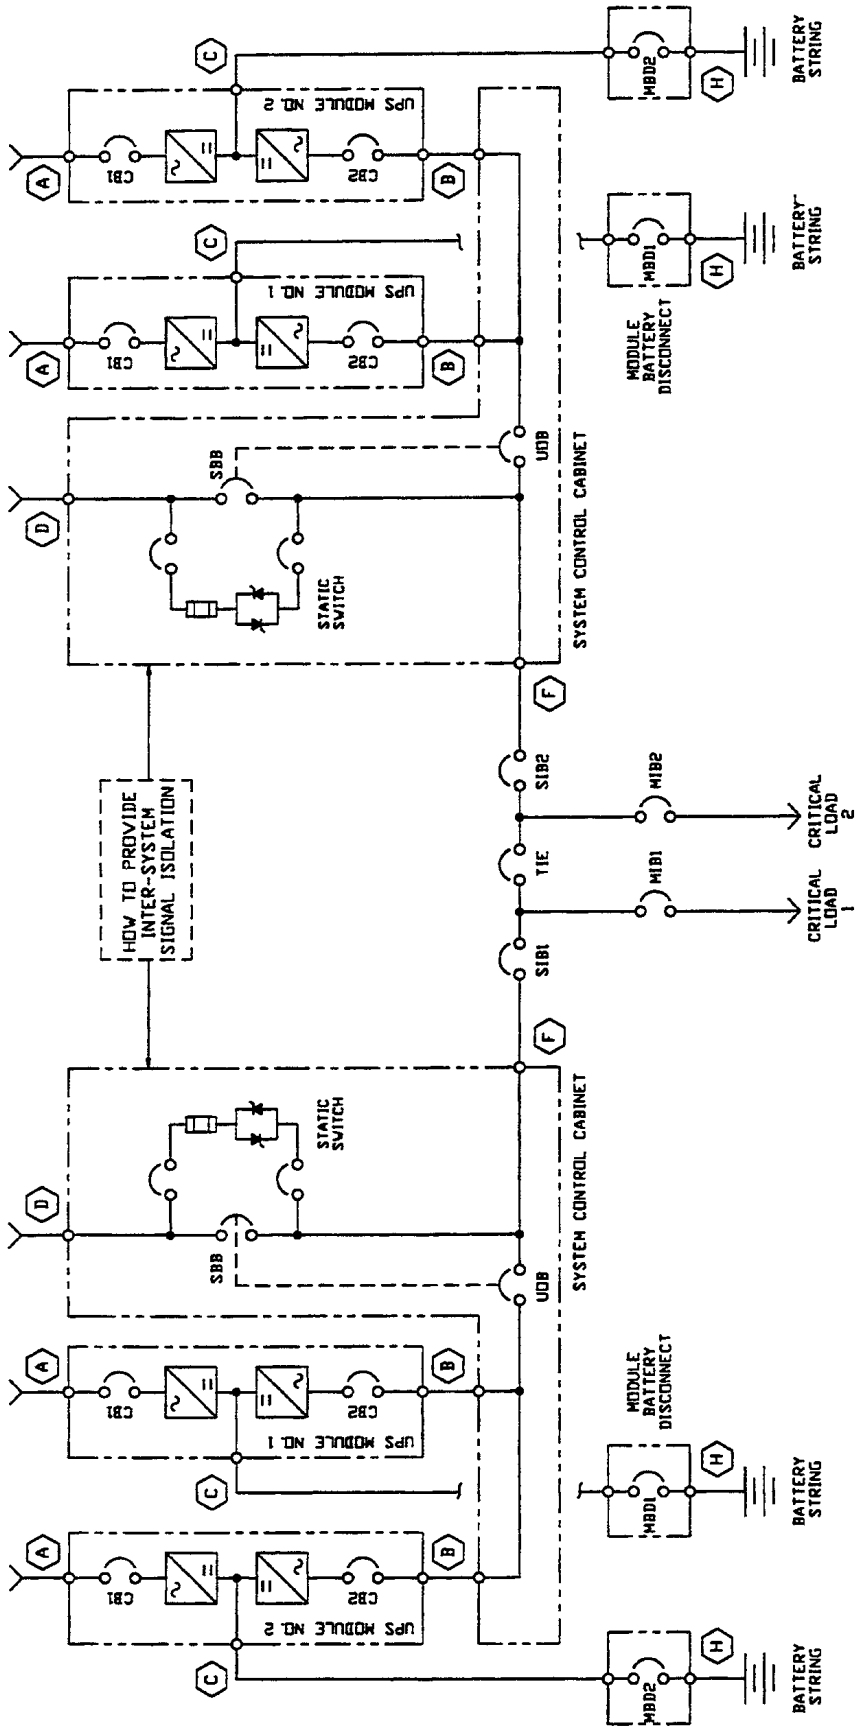 A
CB1
UPS MODULE NO. 2
CB2
B
C
A
CB1
UPS MODULE NO. 1
CB2
B
C
D
SBB
STATIC
SWITCH
UOB
SYSTEM CONTROL CABINET
F
HOW TO PROVIDE
INTER-SYSTEM
SIGNAL ISOLATION
SIB1
TIE
SIB2
MIB1
MIB2
CRITICAL
LOAD
1
CRITICAL
LOAD
2
F
D
SBB
STATIC
SWITCH
UOB
SYSTEM CONTROL CABINET
A
CB1
UPS MODULE NO. 1
CB2
B
C
A
CB1
UPS MODULE NO. 2
CB2
B
C
MBD2
H
BATTERY
STRING
MBD1
H
BATTERY
STRING
MODULE
BATTERY
DISCONNECT
MODULE
BATTERY
DISCONNECT
MBD1
H
BATTERY
STRING
MBD2
H
BATTERY
STRING